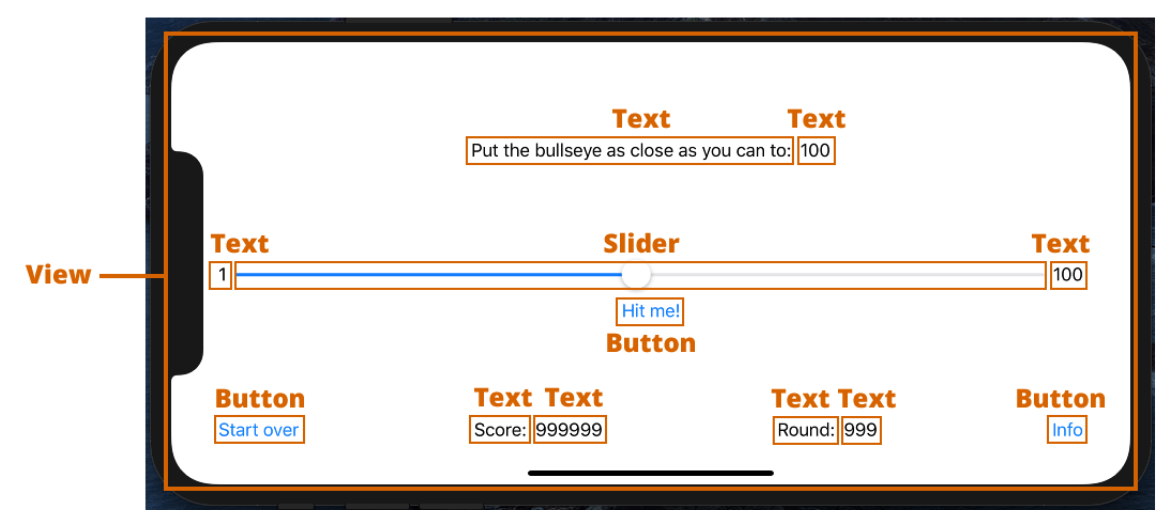 Text Text
Put the bullseye as close as you can to: 100
Text Slider Text
View
1 100
Hit me!
Button
Button Text Text Text Text Button
Start over Score: 999999 Round: 999 Info